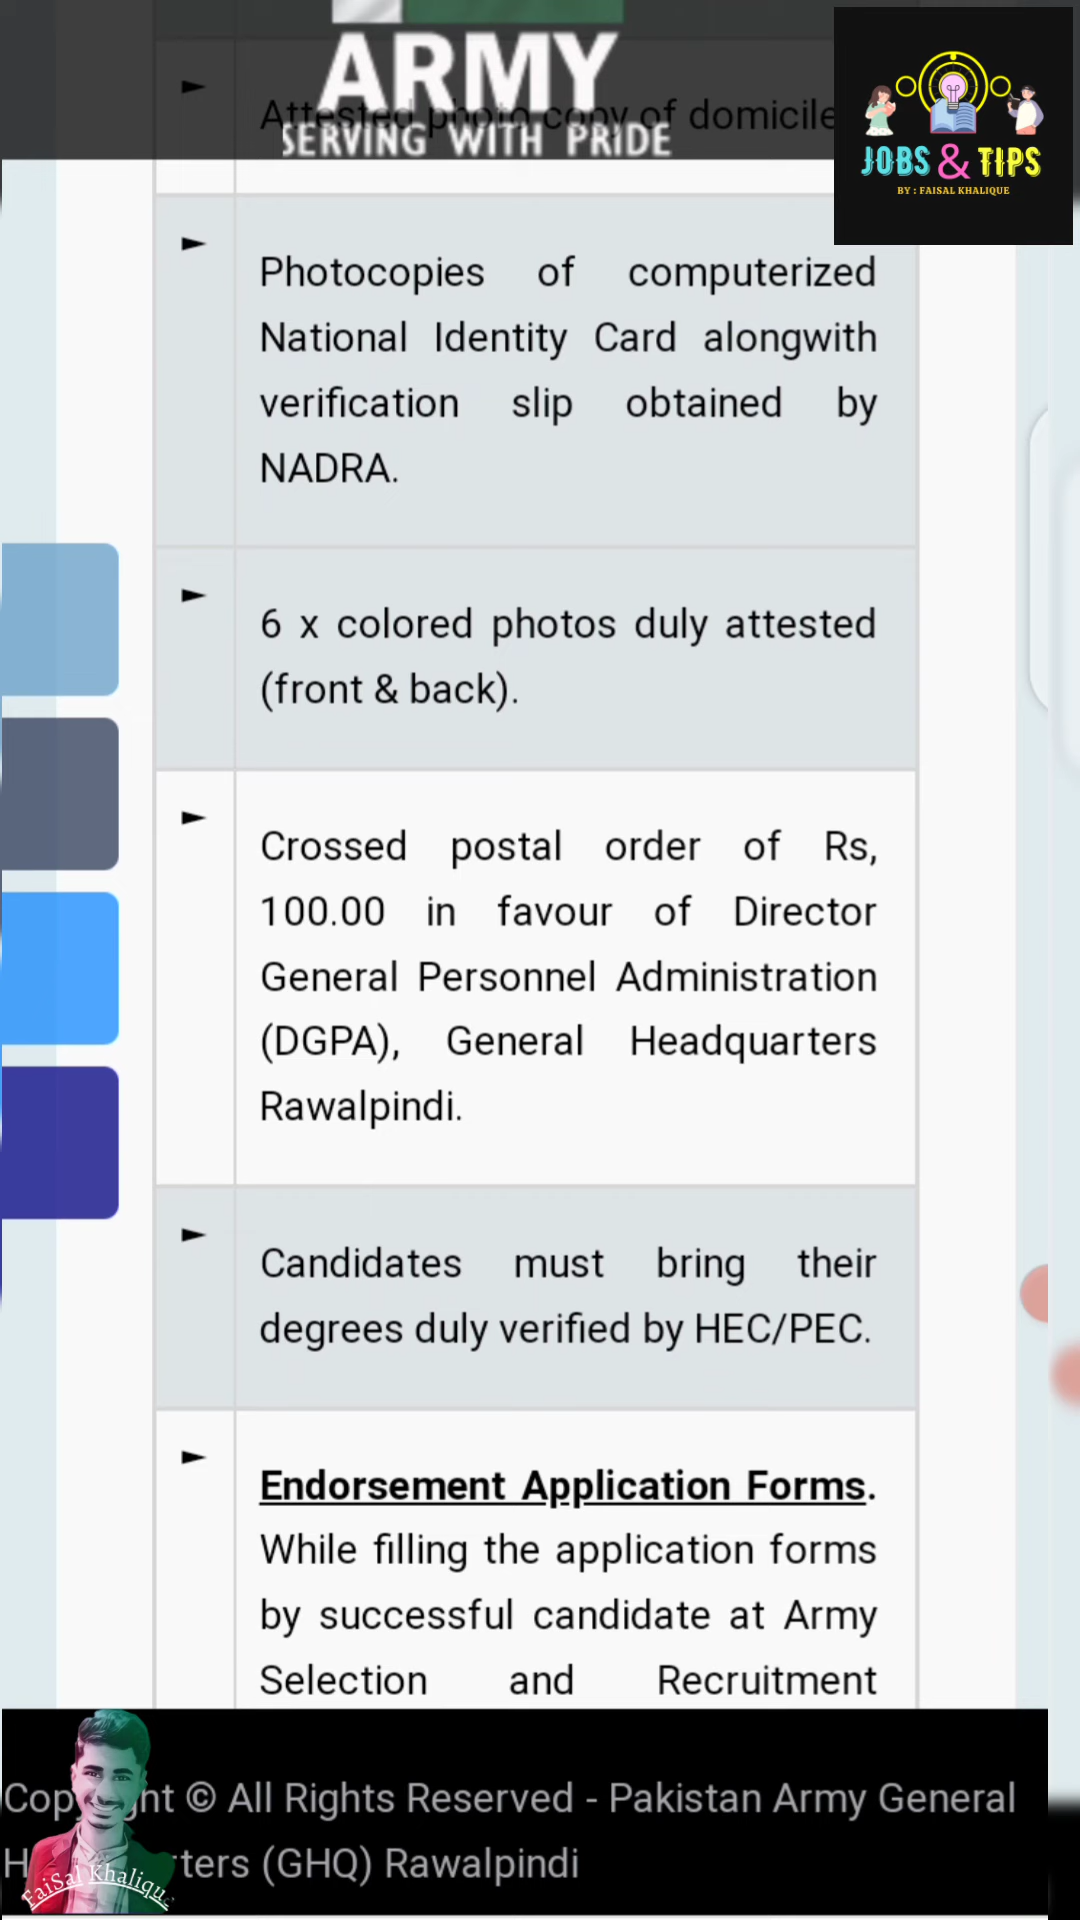 ARMY
SERVING WITH PRIDE
Attested photo copy of domicile
JOBS & TIPS
BY : FAISAL KHALIQUE
► Photocopies of computerized
National Identity Card alongwith
verification slip obtained by
NADRA.
► 6 x colored photos duly attested
(front & back).
► Crossed postal order of Rs,
100.00 in favour of Director
General Personnel Administration
(DGPA), General Headquarters
Rawalpindi.
► Candidates must bring their
degrees duly verified by HEC/PEC.
► Endorsement Application Forms.
While filling the application forms
by successful candidate at Army
Selection and Recruitment
© All Rights Reserved - Pakistan Army General
(GHQ) Rawalpindi
FaiSal Khalique